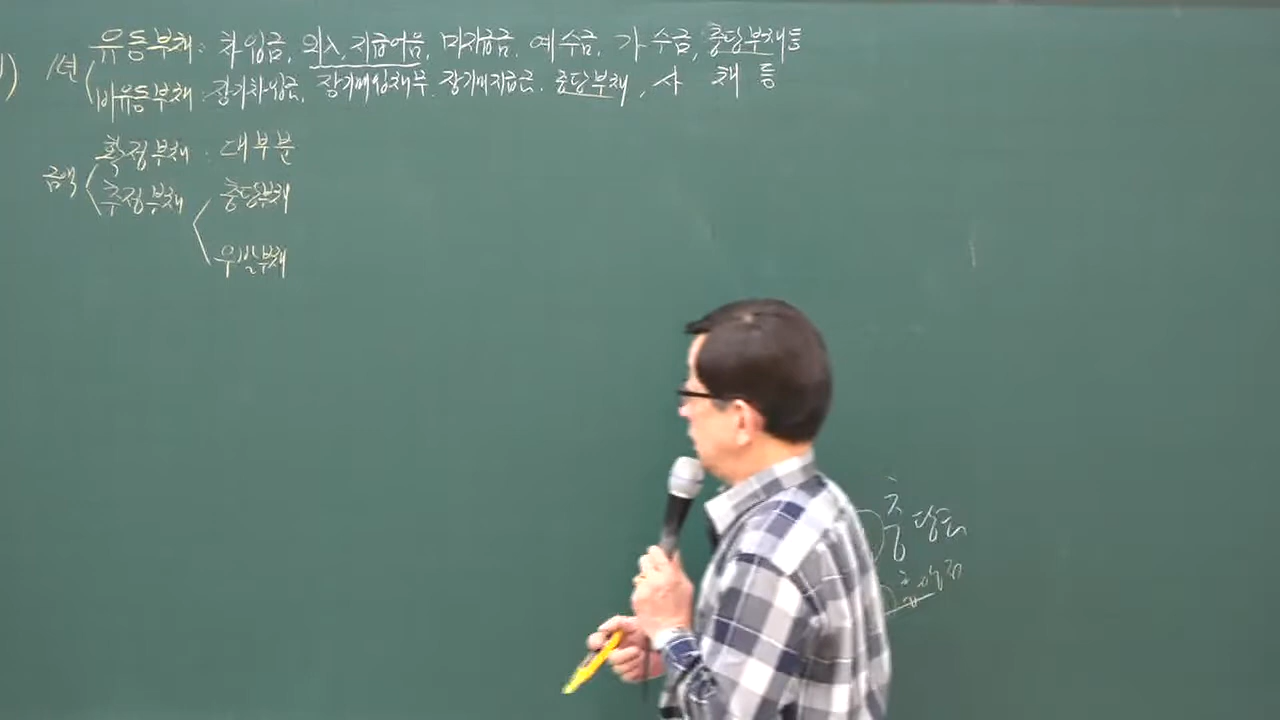 1) 1년 유동부채 : 차입금, 외入, 지급어음, 미지급금, 예수금, 가수금, 충당부채 등
비유동부채 : 장기차입금, 장기매입채무, 장기미지급금, 충당부채, 사채 등
확정부채 : 대부분
금액
추정부채 충당부채
우발부채
충당